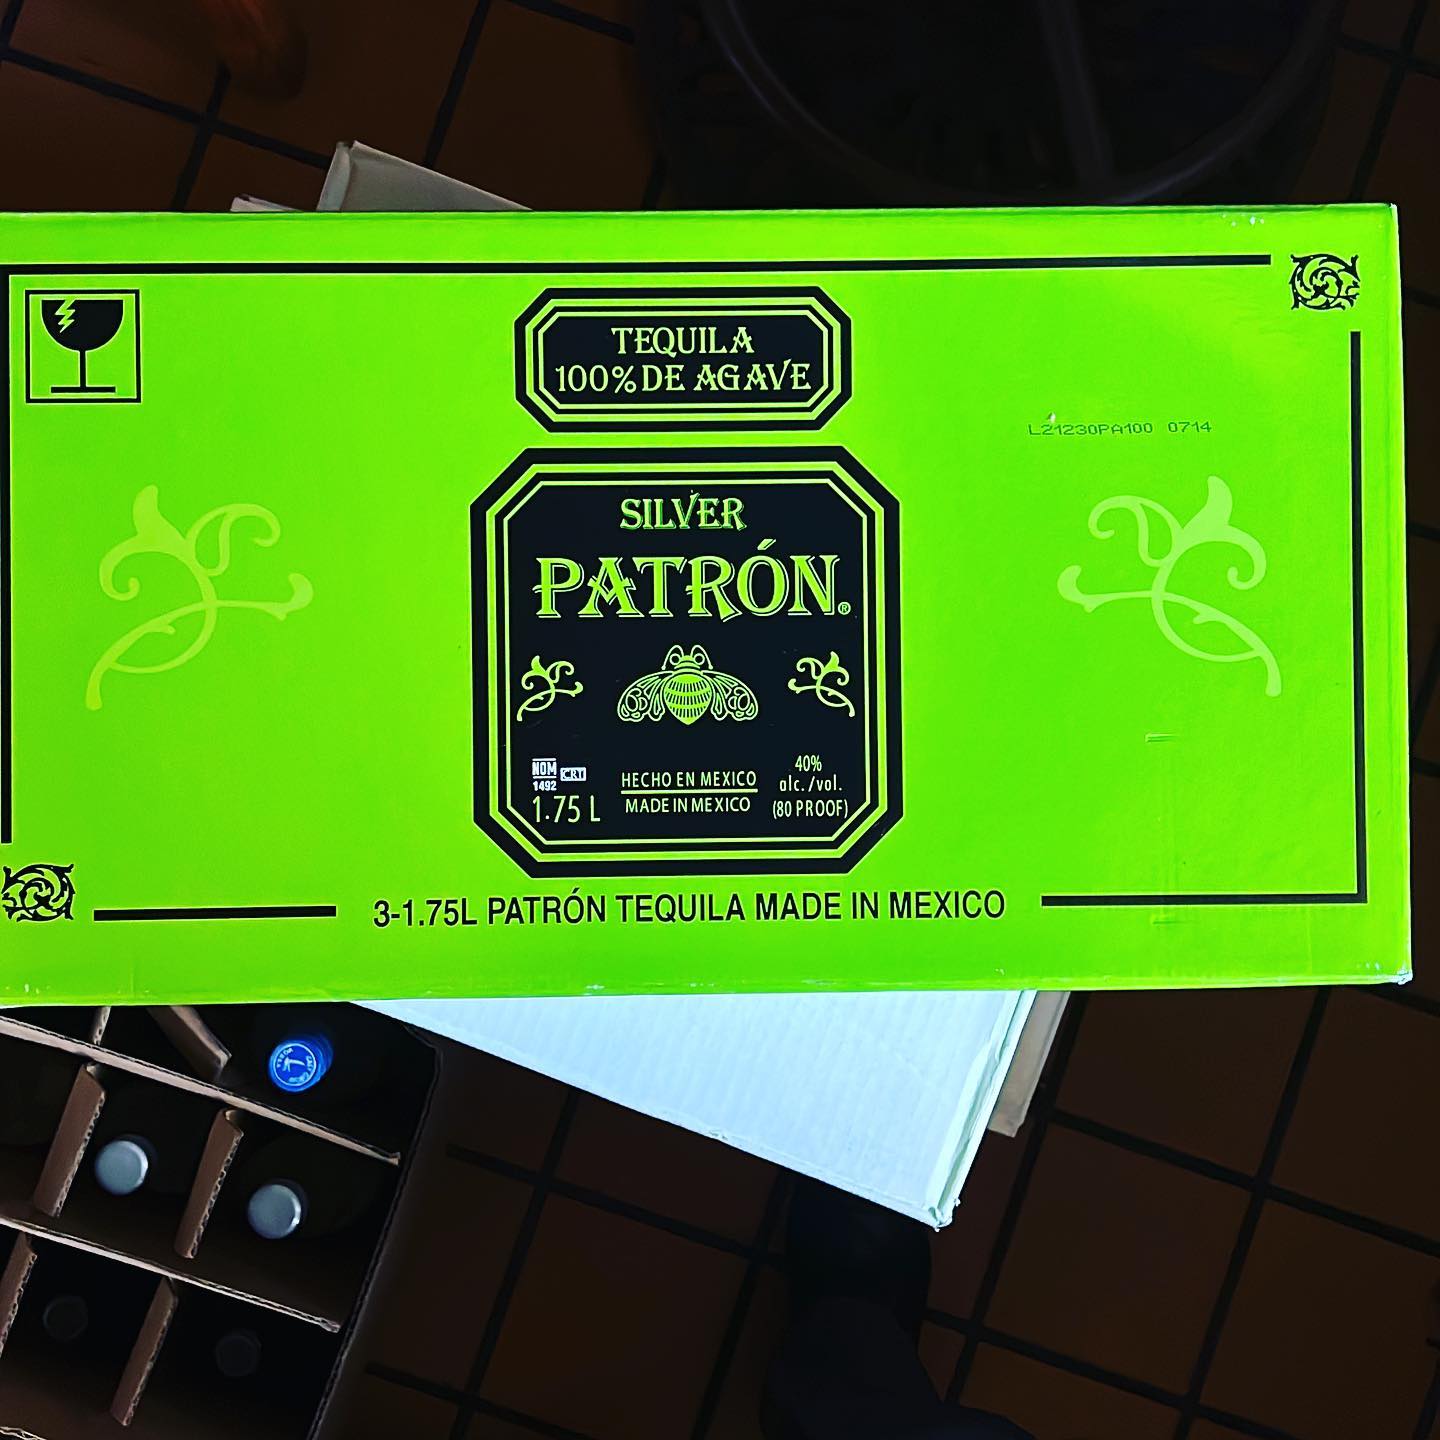 TEQUILA
100% DE AGAVE
L21230PA100 0714
SILVER
PATRÓN®
NOM
1492
CRT
1.75 L
HECHO EN MEXICO
MADE IN MEXICO
40%
alc./vol.
(80 PROOF)
3-1.75L PATRÓN TEQUILA MADE IN MEXICO